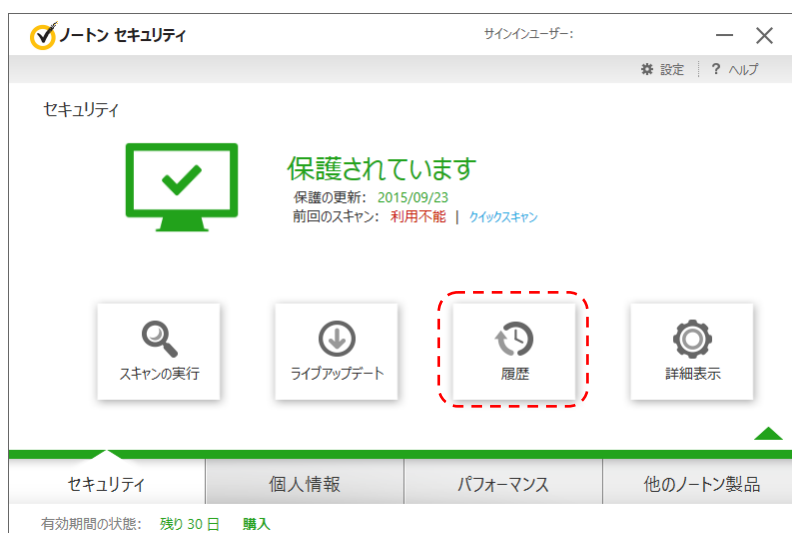 ノートン セキュリティ サインインユーザー:
設定 ? ヘルプ
セキュリティ
保護されています
保護の更新: 2015/09/23
前回のスキャン: 利用不能 | クイックスキャン
スキャンの実行 ライブアップデート 履歴 詳細表示
セキュリティ 個人情報 パフォーマンス 他のノートン製品
有効期間の状態: 残り 30 日 購入